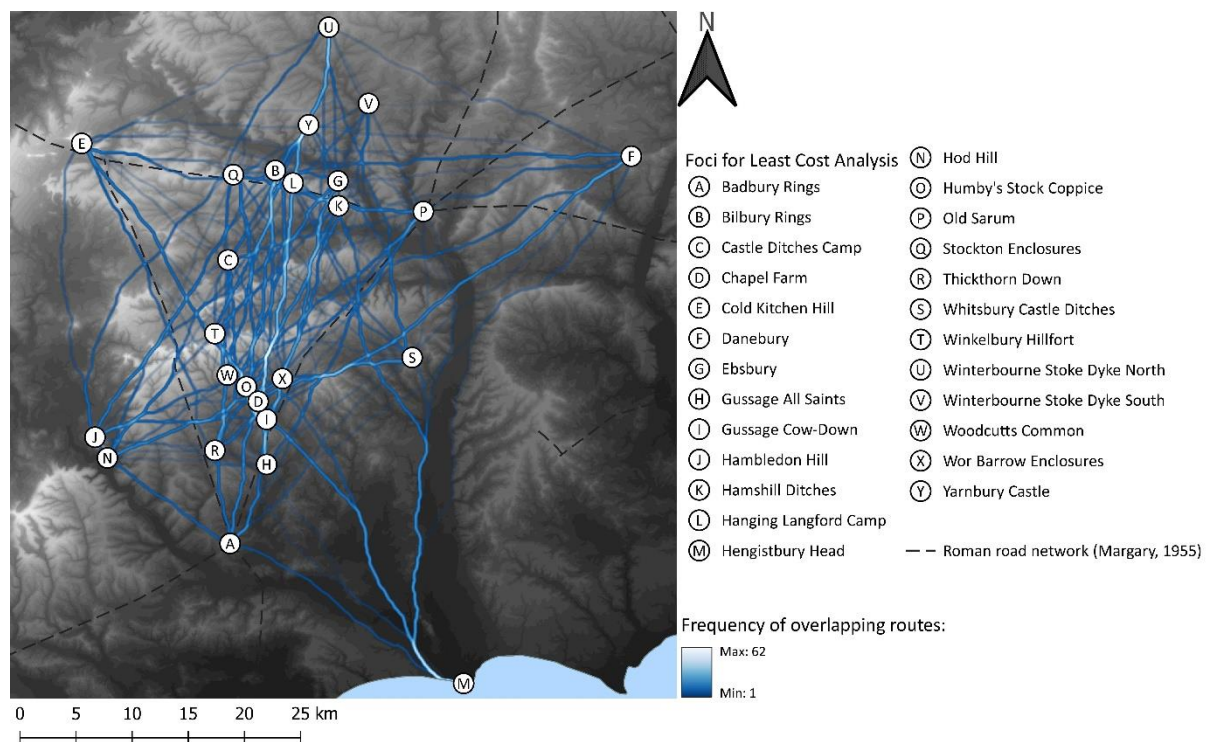 N
U
V
Y
E
F
B
Q
L
G
K
P
C
T
S
W
X
O
D
I
J
N
R
H
A
M
0 5 10 15 20 25 km
Foci for Least Cost Analysis
A Badbury Rings
B Bilbury Rings
C Castle Ditches Camp
D Chapel Farm
E Cold Kitchen Hill
F Danebury
G Ebsbury
H Gussage All Saints
I Gussage Cow-Down
J Hambledon Hill
K Hamshill Ditches
L Hanging Langford Camp
M Hengistbury Head
N Hod Hill
O Humby's Stock Coppice
P Old Sarum
Q Stockton Enclosures
R Thickthorn Down
S Whitsbury Castle Ditches
T Winkelbury Hillfort
U Winterbourne Stoke Dyke North
V Winterbourne Stoke Dyke South
W Woodcutts Common
X Wor Barrow Enclosures
Y Yarnbury Castle
Roman road network (Margary, 1955)
Frequency of overlapping routes:
Max: 62
Min: 1